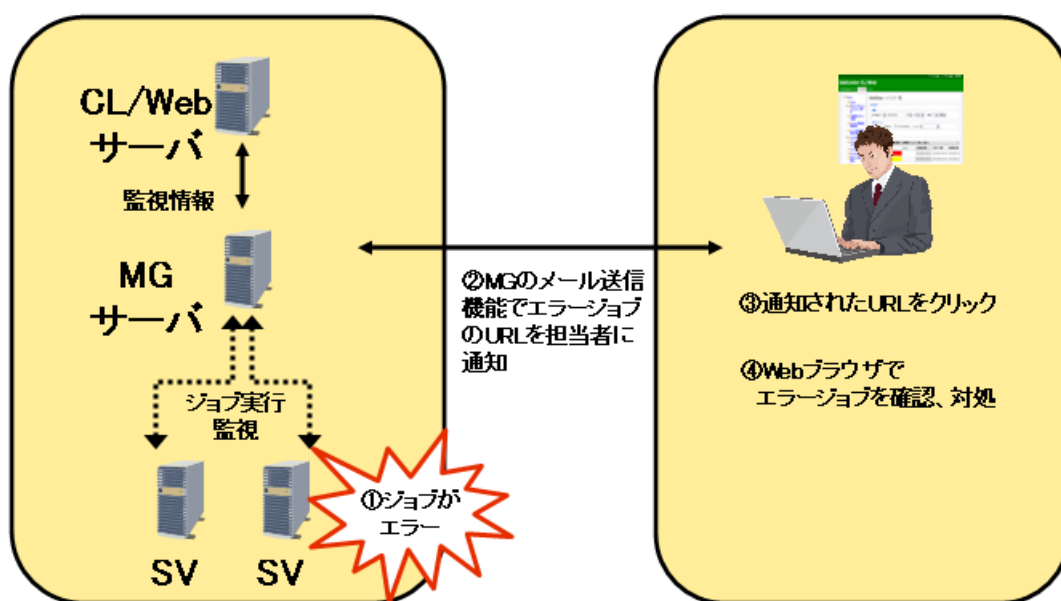 CL/Web
サーバ
監視情報
MG
サーバ
ジョブ実行
監視
SV
SV
①ジョブが
エラー
②MGのメール送信
機能でエラージョブ
のURLを担当者に
通知
③通知されたURLをクリック
④Webブラウザで
エラージョブを確認、対処